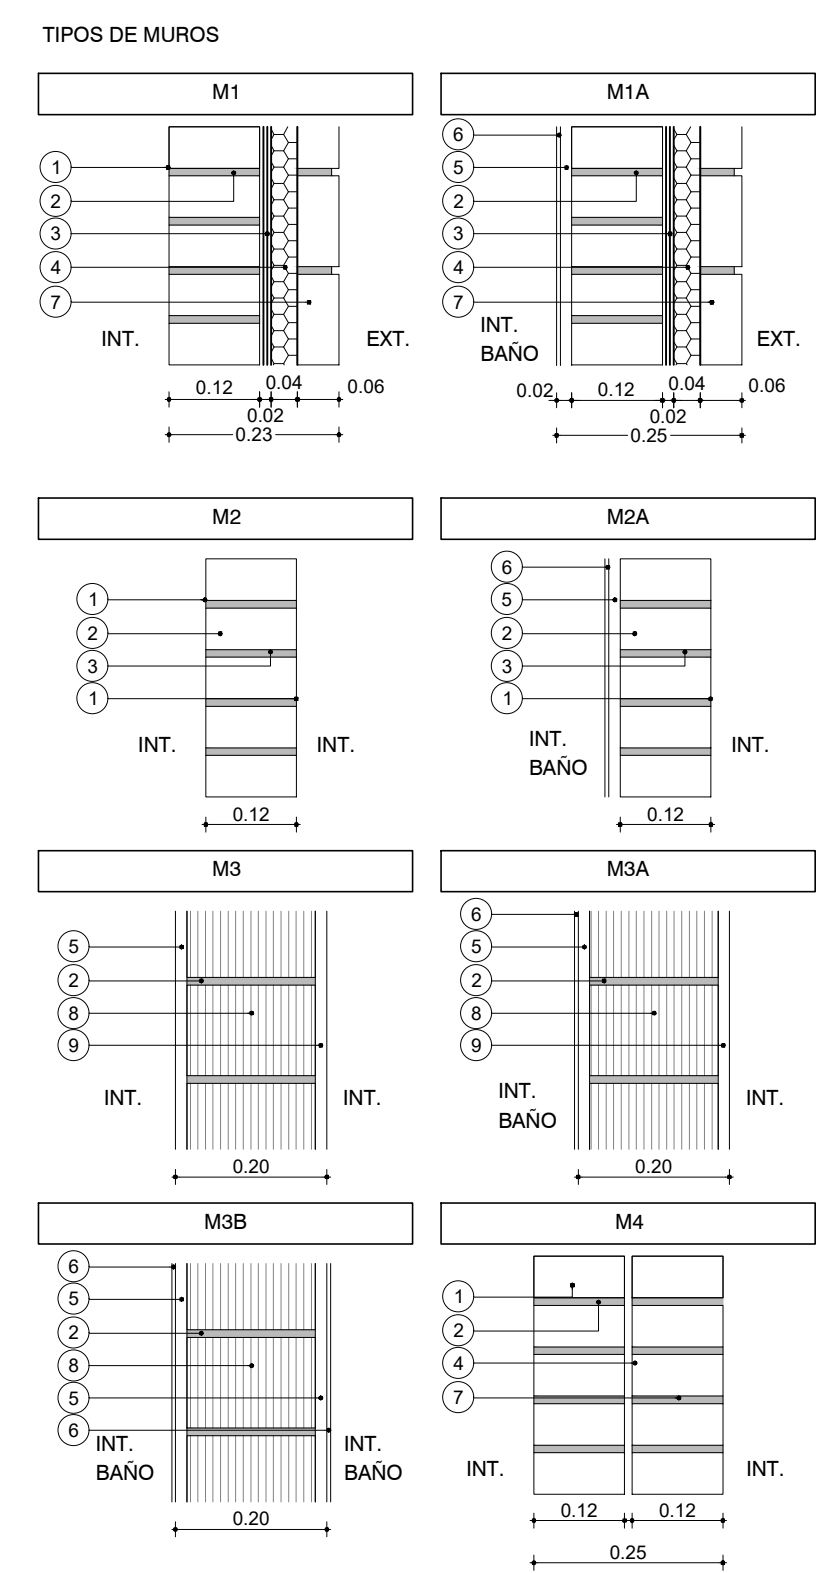 TIPOS DE MUROS
M1
1
2
3
4
7
INT.
EXT.
0.12
0.04
0.06
0.02
0.23
M1A
6
5
2
3
4
7
INT.
BAÑO
EXT.
0.02
0.12
0.04
0.06
0.02
0.25
M2
1
2
3
1
INT.
INT.
0.12
M2A
6
5
2
3
1
INT.
BAÑO
INT.
0.12
M3
5
2
8
9
INT.
INT.
0.20
M3A
6
5
2
8
9
INT.
BAÑO
INT.
0.20
M3B
6
5
2
8
5
6
INT.
BAÑO
INT.
BAÑO
0.20
M4
1
2
4
7
INT.
INT.
0.12
0.12
0.25